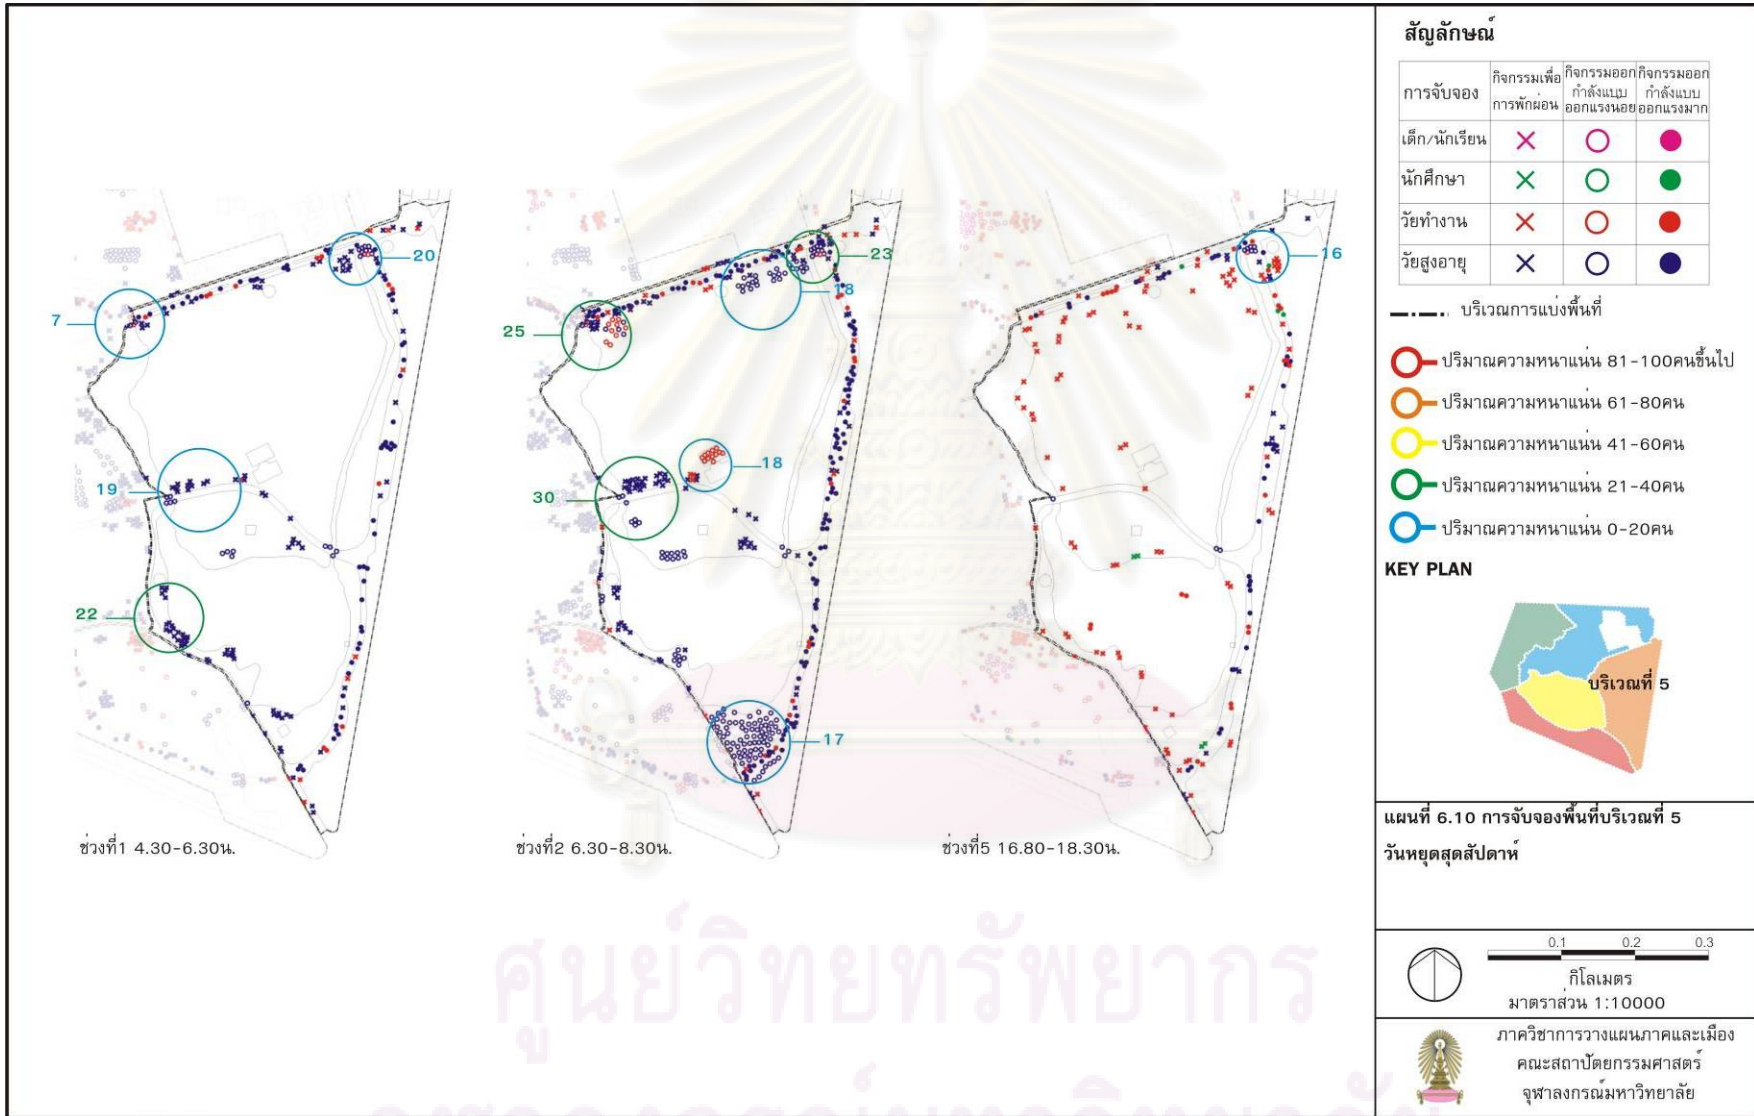 20
7
19
22
ช่วงที่1 4.30-6.30น.
23
18
25
18
30
17
ช่วงที่2 6.30-8.30น.
16
ช่วงที่5 16.80-18.30น.
สัญลักษณ์
การจับจอง
กิจกรรมเพื่อ
การพักผ่อน
กิจกรรมออก
กำลังแบบ
ออกแรงน้อย
กิจกรรมออก
กำลังแบบ
ออกแรงมาก
เด็ก/นักเรียน
นักศึกษา
วัยทำงาน
วัยสูงอายุ
บริเวณการแบ่งพื้นที่
ปริมาณความหนาแน่น 81-100คนขึ้นไป
ปริมาณความหนาแน่น 61-80คน
ปริมาณความหนาแน่น 41-60คน
ปริมาณความหนาแน่น 21-40คน
ปริมาณความหนาแน่น 0-20คน
KEY PLAN
บริเวณที่ 5
แผนที่ 6.10 การจับจองพื้นที่บริเวณที่ 5
วันหยุดสุดสัปดาห์
0.1 0.2 0.3
กิโลเมตร
มาตราส่วน 1:10000
ภาควิชาการวางแผนภาคและเมือง
คณะสถาปัตยกรรมศาสตร์
จุฬาลงกรณ์มหาวิทยาลัย
ศูนย์วิทยทรัพยากร
จุฬาลงกรณ์มหาวิทยาลัย